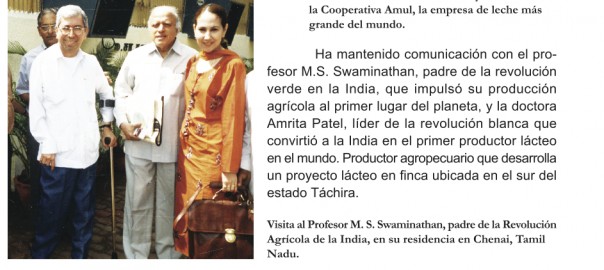 la Cooperativa Amul, la empresa de leche más
grande del mundo.
Ha mantenido comunicación con el pro-
fesor M.S. Swaminathan, padre de la revolución
verde en la India, que impulsó su producción
agrícola al primer lugar del planeta, y la doctora
Amrita Patel, líder de la revolución blanca que
convirtió a la India en el primer productor lácteo
en el mundo. Productor agropecuario que desarrolla
un proyecto lácteo en finca ubicada en el sur del
estado Táchira.
Visita al Profesor M. S. Swaminathan, padre de la Revolución
Agrícola de la India, en su residencia en Chenai, Tamil
Nadu.